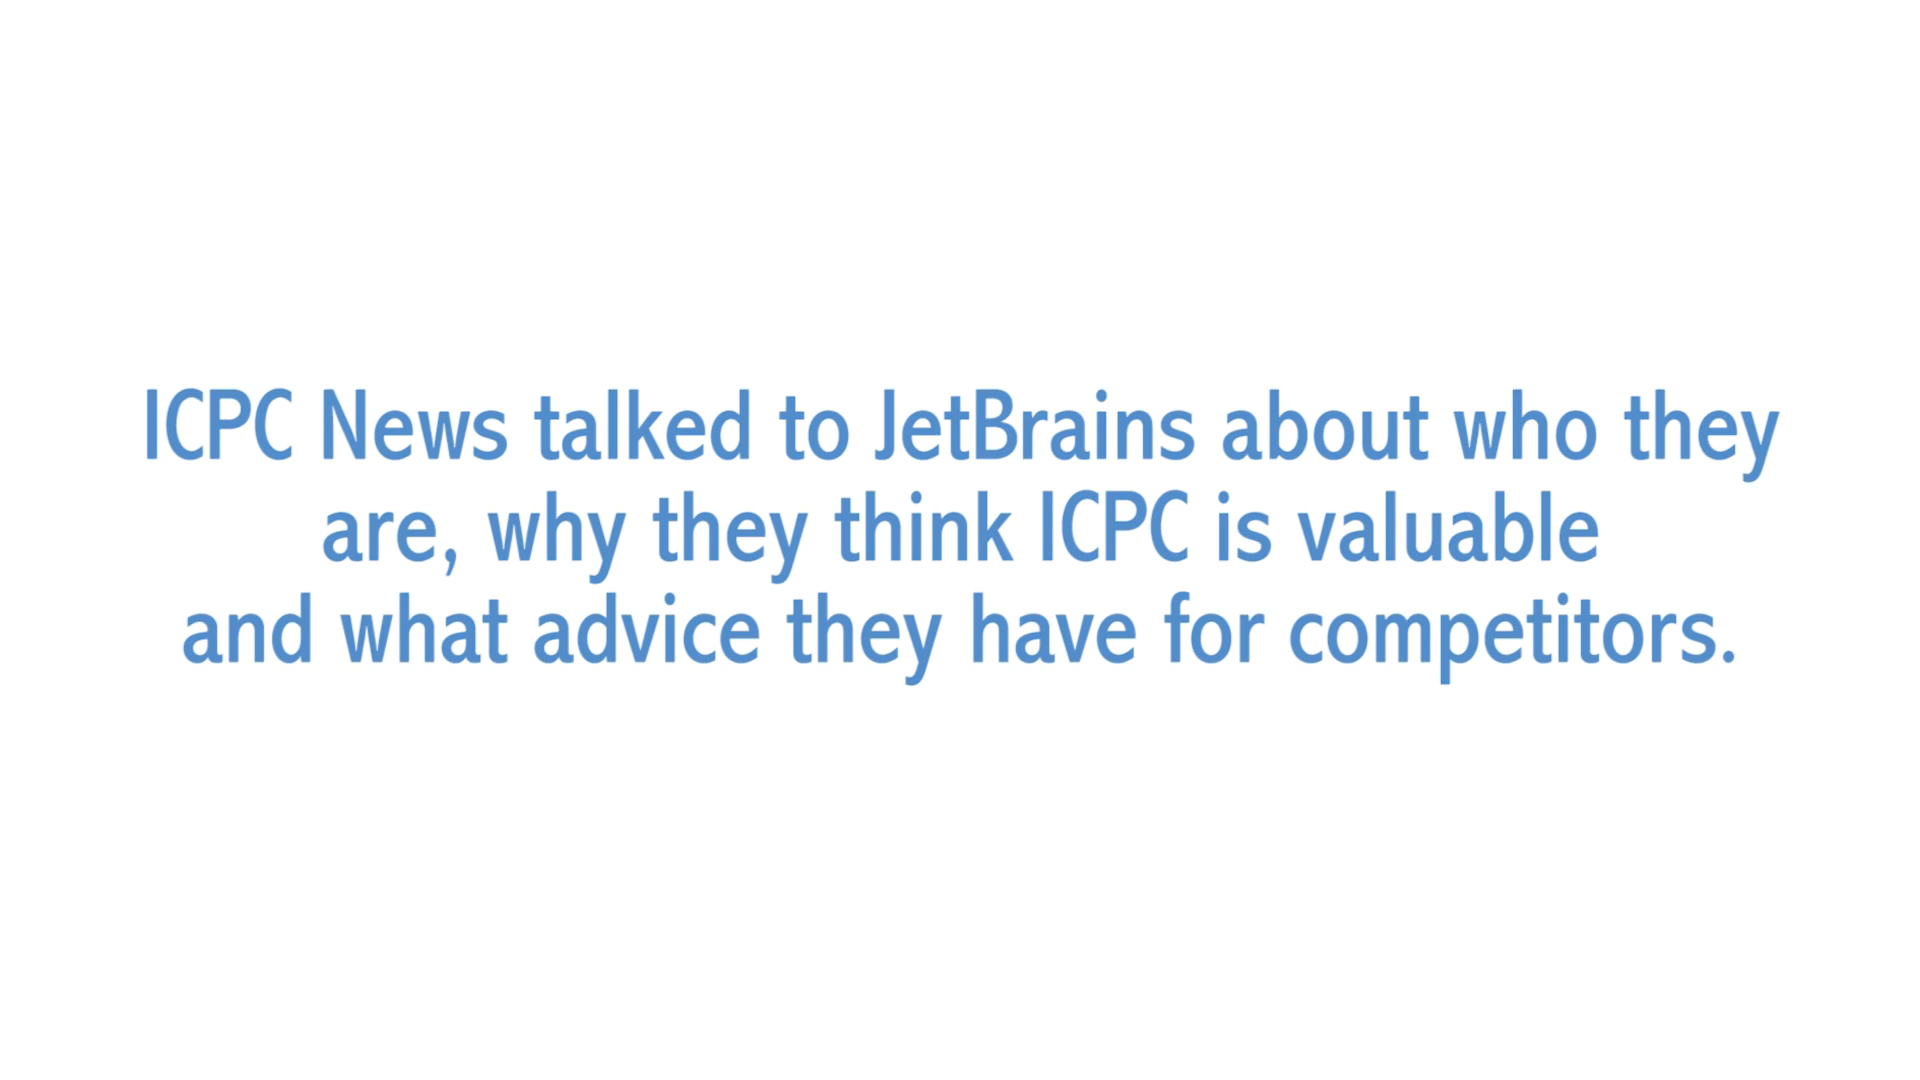 ICPC News talked to JetBrains about who they
are, why they think ICPC is valuable
and what advice they have for competitors.